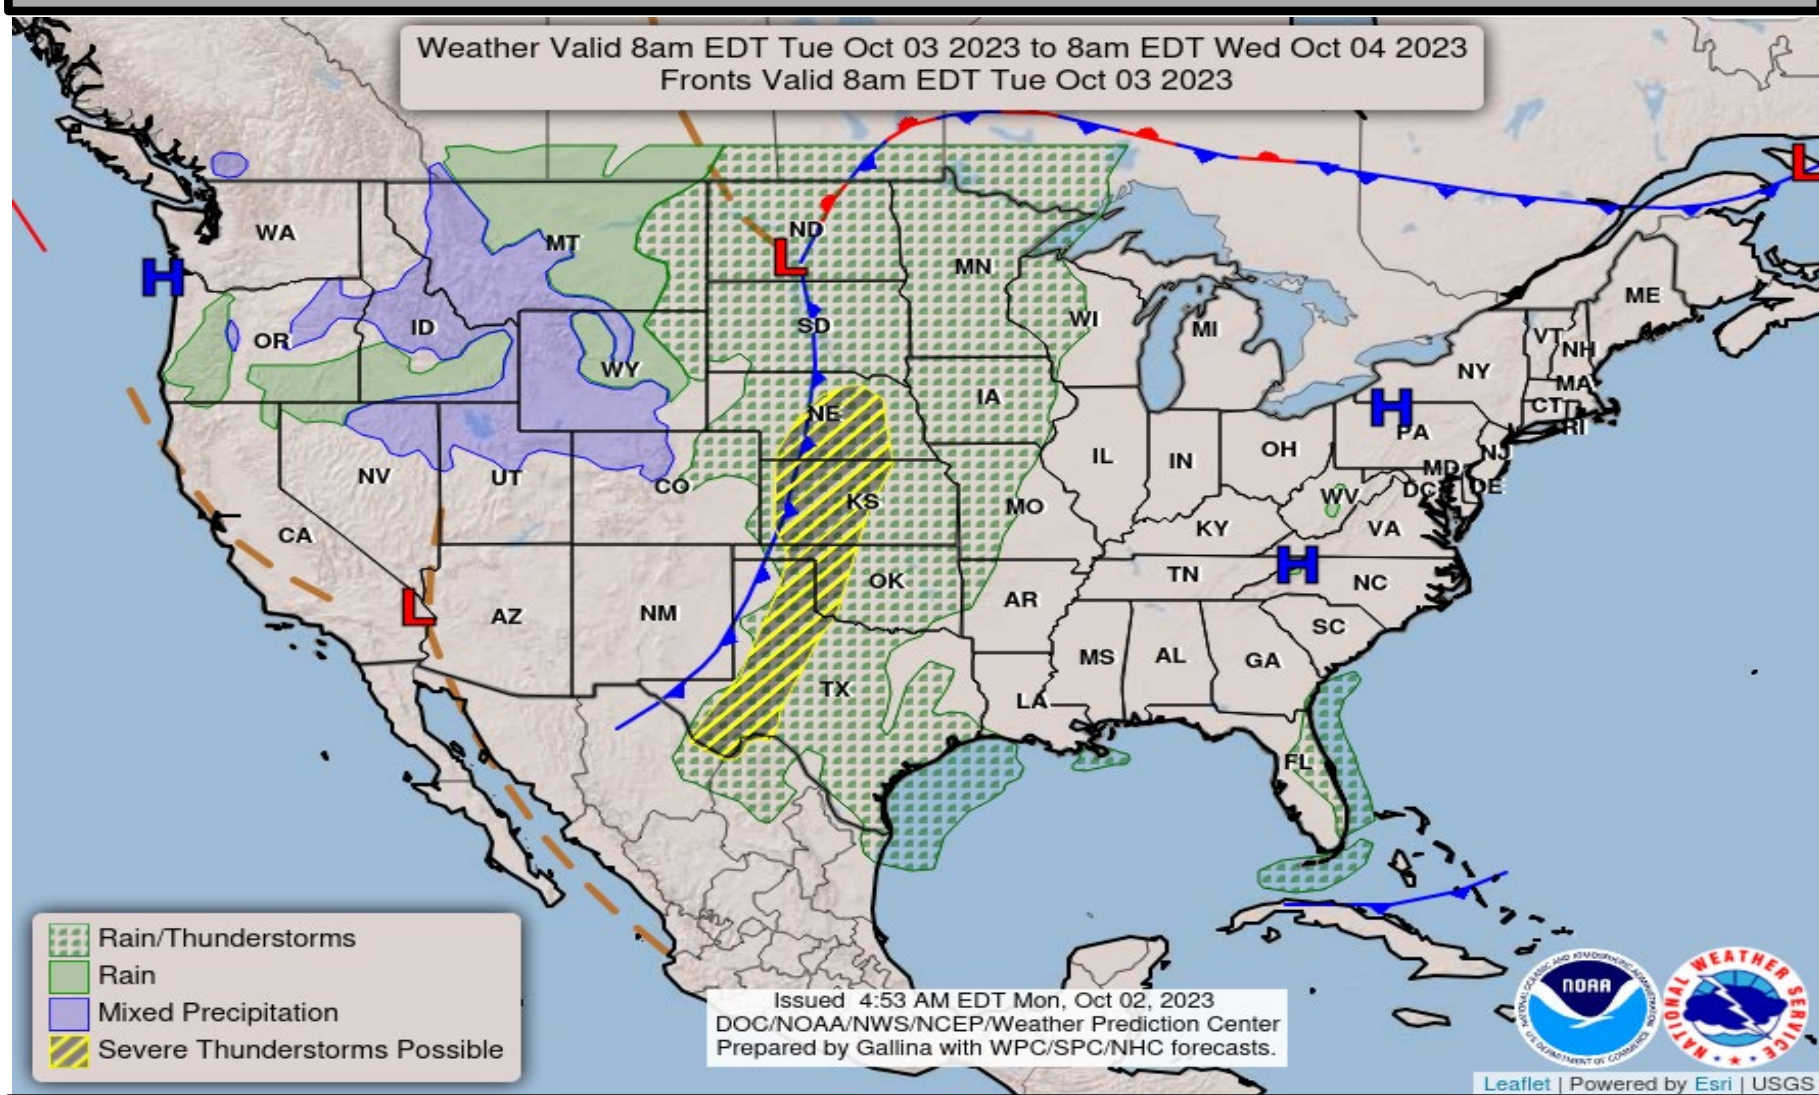 Weather Valid 8am EDT Tue Oct 03 2023 to 8am EDT Wed Oct 04 2023
Fronts Valid 8am EDT Tue Oct 03 2023
L
WA
MT
ND
MN
ME
H
L
OR
ID
SD
WI
MI
VT
NH
WY
NY
MA
IA
NE
H
CT
RI
PA
NV
UT
CO
IL
IN
OH
NJ
MD
DC
DE
KS
MO
WV
VA
CA
KY
L
AZ
NM
OK
AR
TN
H
NC
SC
TX
MS
AL
GA
LA
FL
Rain/Thunderstorms
Rain
Mixed Precipitation
Severe Thunderstorms Possible
Issued 4:53 AM EDT Mon, Oct 02, 2023
DOC/NOAA/NWS/NCEP/Weather Prediction Center
Prepared by Gallina with WPC/SPC/NHC forecasts.
NOAA
NATIONAL WEATHER SERVICE
Leaflet | Powered by Esri | USGS